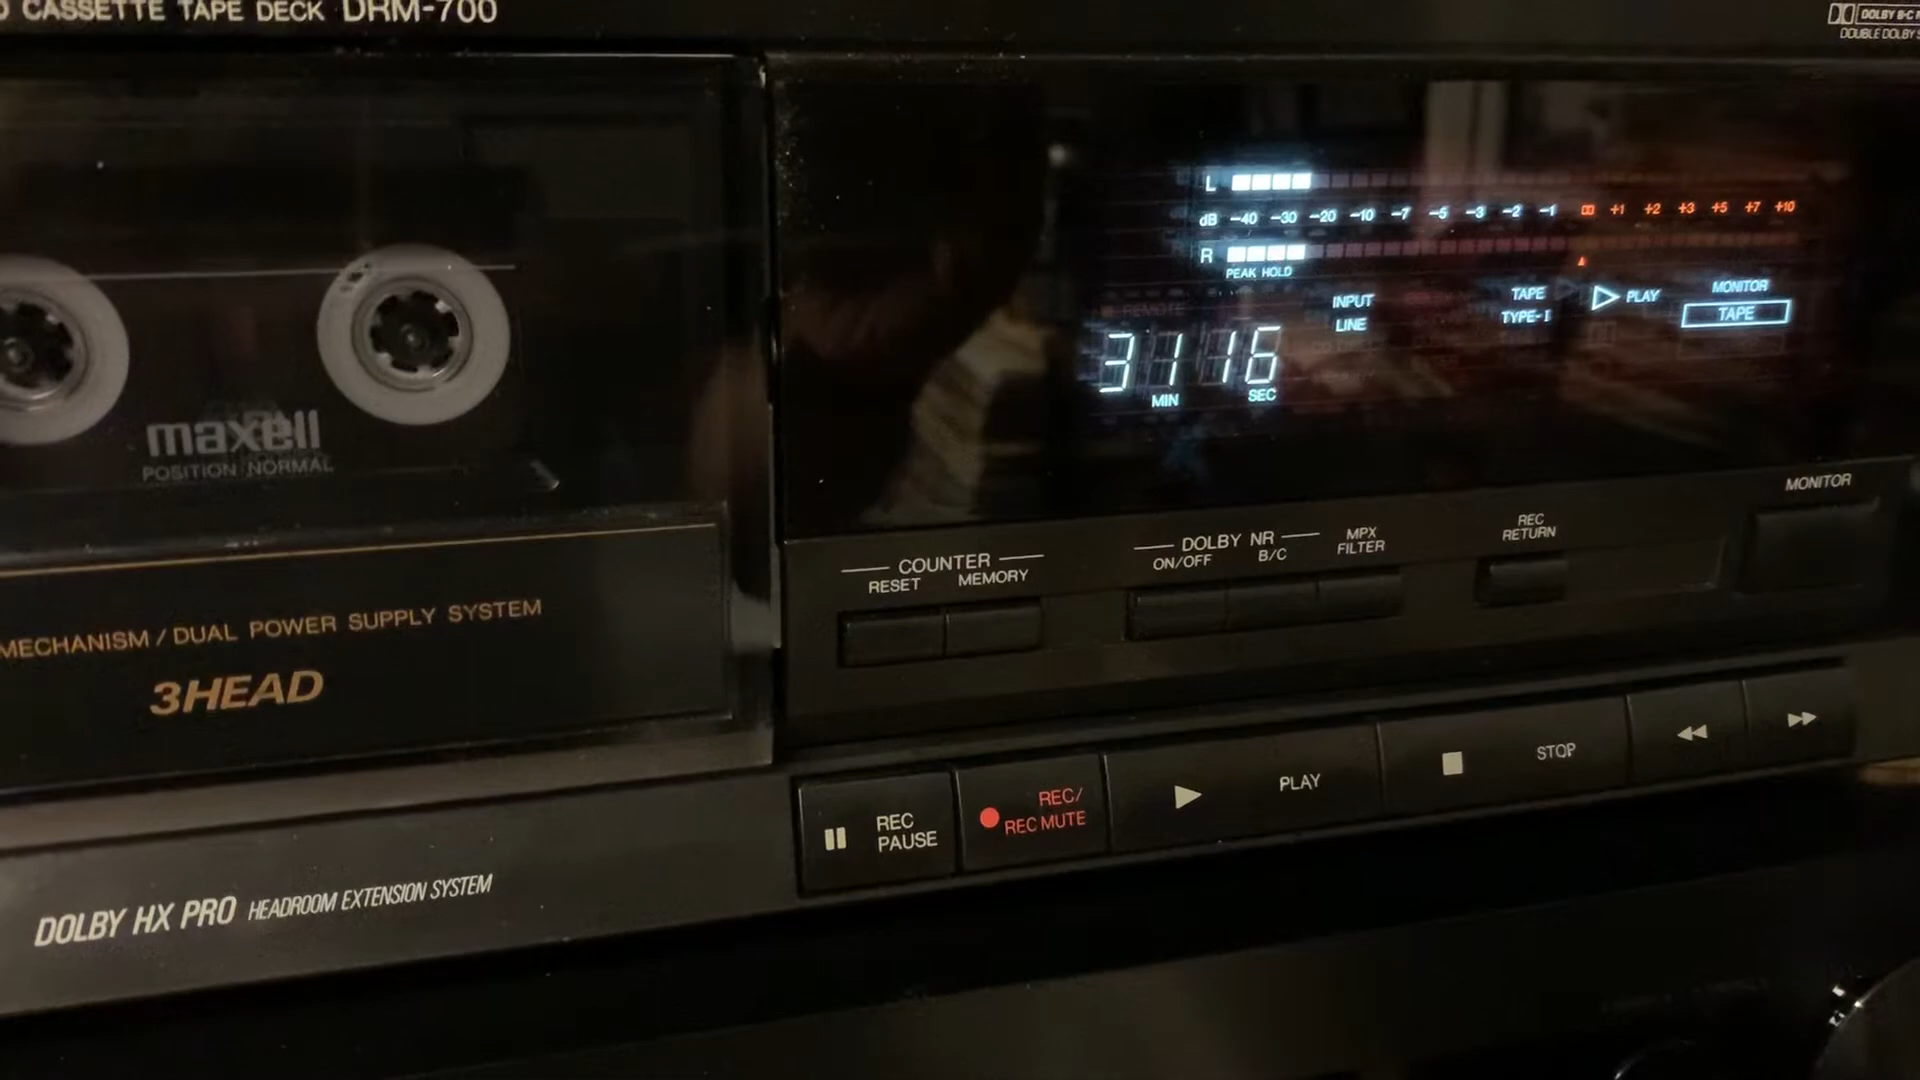 CASSETTE TAPE DECK DRM-700
DOLBY B-C
DOUBLE DOLBY
L
dB -40 -30 -20 -10 -7 -5 -3 -2 -1 00 +1 +2 +3 +5 +7 +10
R
PEAK HOLD
REMOTE
INPUT
LINE
TAPE
TYPE-I
PLAY
MONITOR
TAPE
31 16
MIN SEC
maxell
POSITION NORMAL
MONITOR
COUNTER
RESET MEMORY
DOLBY NR
ON/OFF B/C
MPX
FILTER
REC
RETURN
MECHANISM / DUAL POWER SUPPLY SYSTEM
3HEAD
REC
PAUSE
REC/
REC MUTE
PLAY
STOP
DOLBY HX PRO HEADROOM EXTENSION SYSTEM